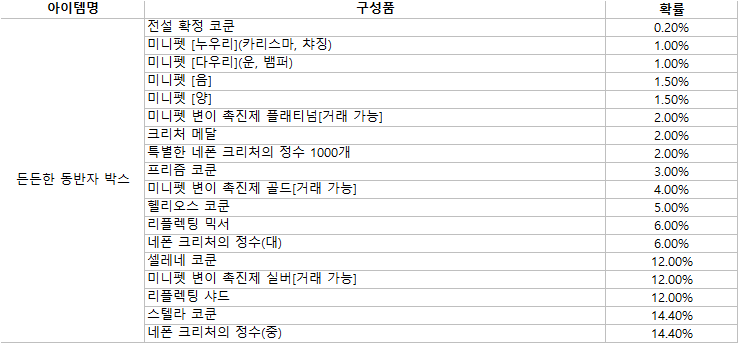 아이템명 구성품 확률
전설 확정 코쿤 0.20%
미니펫 [누우리](카리스마, 챠징) 1.00%
미니펫 [다우리](운, 뱀퍼) 1.00%
미니펫 [음] 1.50%
미니펫 [양] 1.50%
미니펫 변이 촉진제 플래티넘[거래 가능] 2.00%
크리처 메달 2.00%
특별한 네폰 크리처의 정수 1000개 2.00%
프리즘 코쿤 3.00%
든든한 동반자 박스 미니펫 변이 촉진제 골드[거래 가능] 4.00%
헬리오스 코쿤 5.00%
리플렉팅 믹서 6.00%
네폰 크리처의 정수(대) 6.00%
셀레네 코쿤 12.00%
미니펫 변이 촉진제 실버[거래 가능] 12.00%
리플렉팅 샤드 12.00%
스텔라 코쿤 14.40%
네폰 크리처의 정수(중) 14.40%